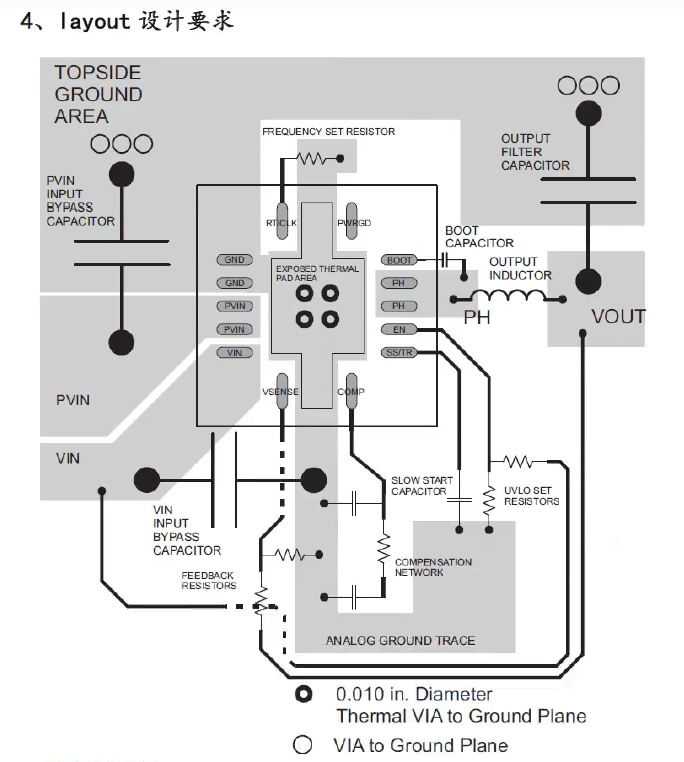 4、layout 设计要求
TOPSIDE
GROUND
AREA
FREQUENCY SET RESISTOR
OUTPUT
FILTER
CAPACITOR
PVIN
INPUT
BYPASS
CAPACITOR
RT/CLK
PWRGD
BOOT
CAPACITOR
GND
EXPOSED THERMAL
PAD AREA
BOOT
OUTPUT
INDUCTOR
GND
PH
PVIN
PH
PH
VOUT
PVIN
EN
VIN
SS/TR
VSENSE
COMP
PVIN
VIN
SLOW START
CAPACITOR
UVLO SET
RESISTORS
VIN
INPUT
BYPASS
CAPACITOR
FEEDBACK
RESISTORS
COMPENSATION
NETWORK
ANALOG GROUND TRACE
0.010 in. Diameter
Thermal VIA to Ground Plane
VIA to Ground Plane